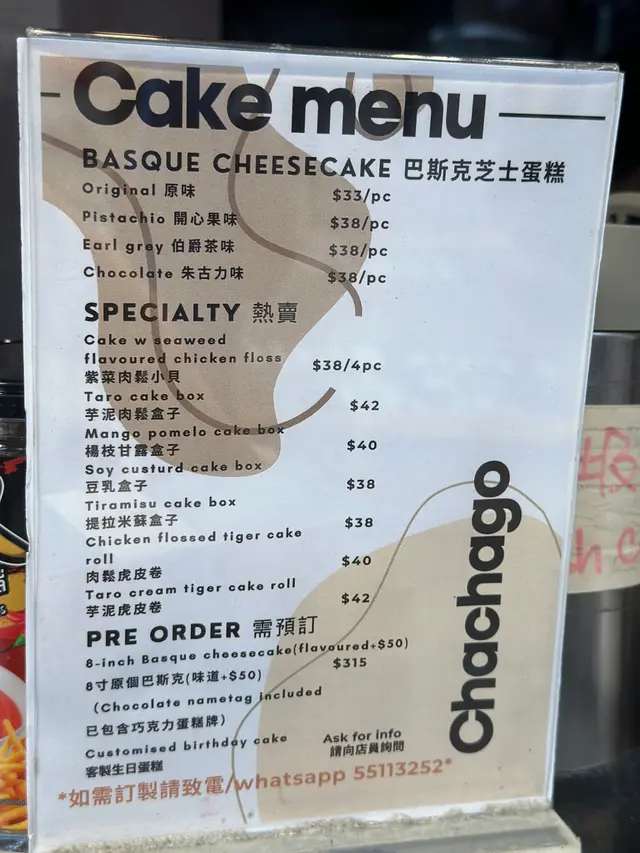 Cake menu
BASQUE CHEESECAKE 巴斯克芝士蛋糕
Original 原味 $33/pc
Pistachio 開心果味 $38/pc
Earl grey 伯爵茶味 $38/pc
Chocolate 朱古力味 $38/pc
SPECIALTY 熱賣
Cake w seaweed
flavoured chicken floss $38/4pc
紫菜肉鬆小貝
Taro cake box $42
芋泥肉鬆盒子
Mango pomelo cake box $40
楊枝甘露盒子
Soy custurd cake box $38
豆乳盒子
Tiramisu cake box $38
提拉米蘇盒子
Chicken flossed tiger cake
roll $40
肉鬆虎皮卷
Taro cream tiger cake roll $42
芋泥虎皮卷
PRE ORDER 需預訂
8-inch Basque cheesecake(flavoured+$50)
$315
8寸原個巴斯克(味道+$50)
(Chocolate nametag included
已包含巧克力蛋糕牌)
Customised birthday cake Ask for info
客製生日蛋糕 請向店員詢問
*如需訂製請致電/whatsapp 55113252*
Chachago